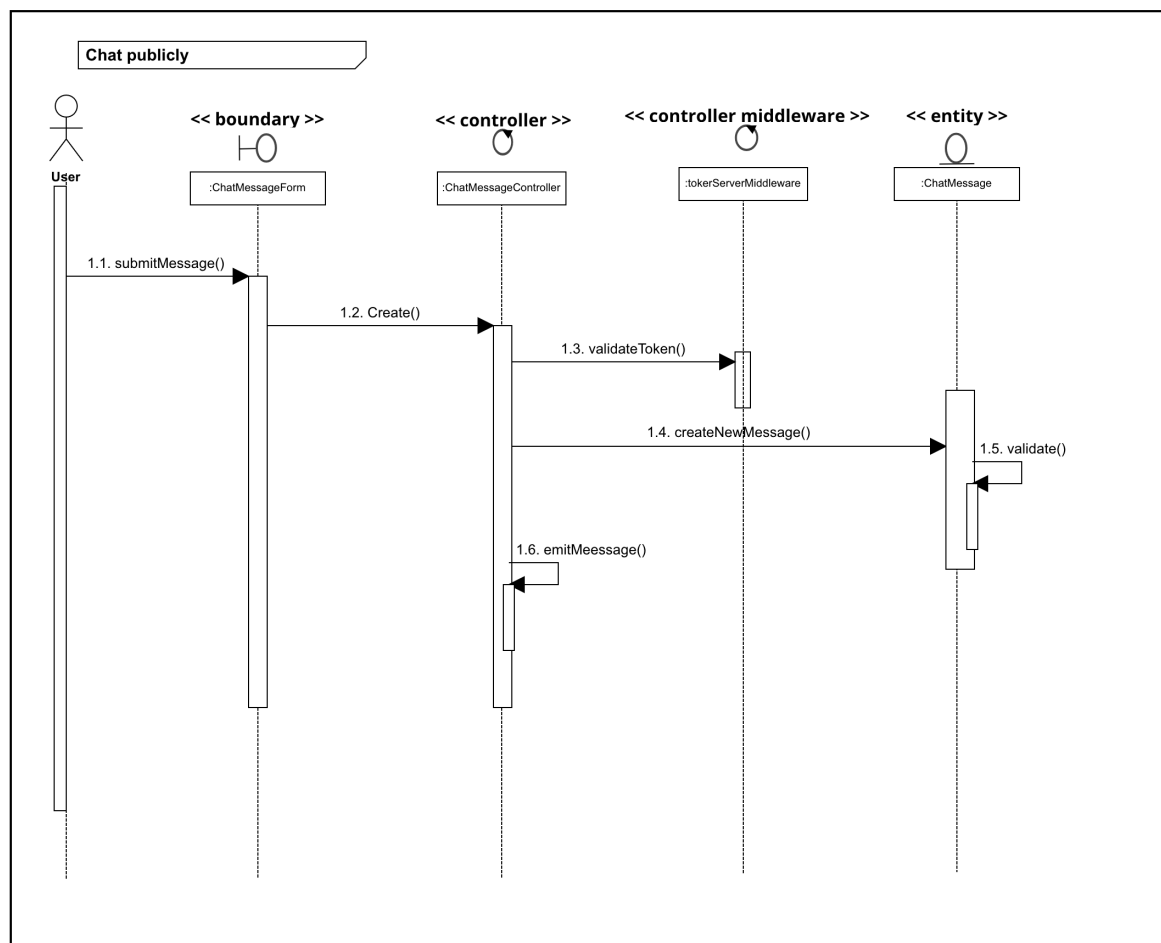 Chat publicly
<< boundary >>
<< controller >>
<< controller middleware >>
<< entity >>
User
:ChatMessageForm
:ChatMessageController
:tokerServerMiddleware
:ChatMessage
1.1. submitMessage()
1.2. Create()
1.3. validateToken()
1.4. createNewMessage()
1.5. validate()
1.6. emitMeessage()